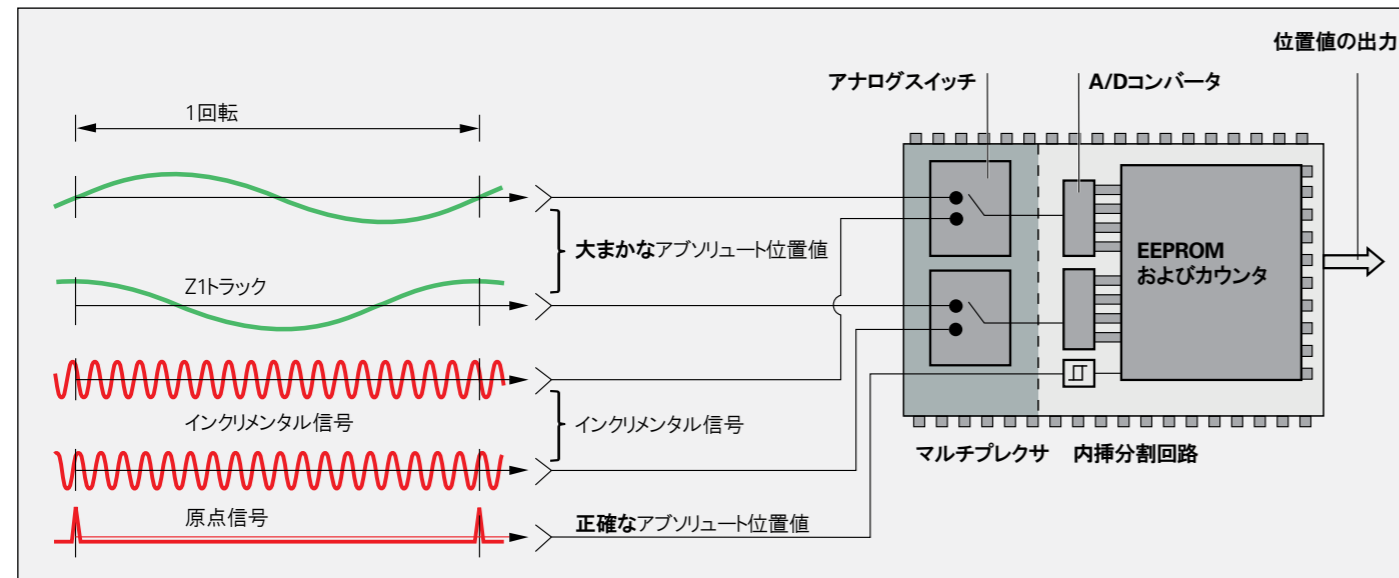 位置値の出力
アナログスイッチ
A/Dコンバータ
1回転
大まかなアブソリュート位置値
Z1トラック
EEPROM
およびカウンタ
インクリメンタル信号
インクリメンタル信号
マルチプレクサ
内挿分割回路
原点信号
正確なアブソリュート位置値